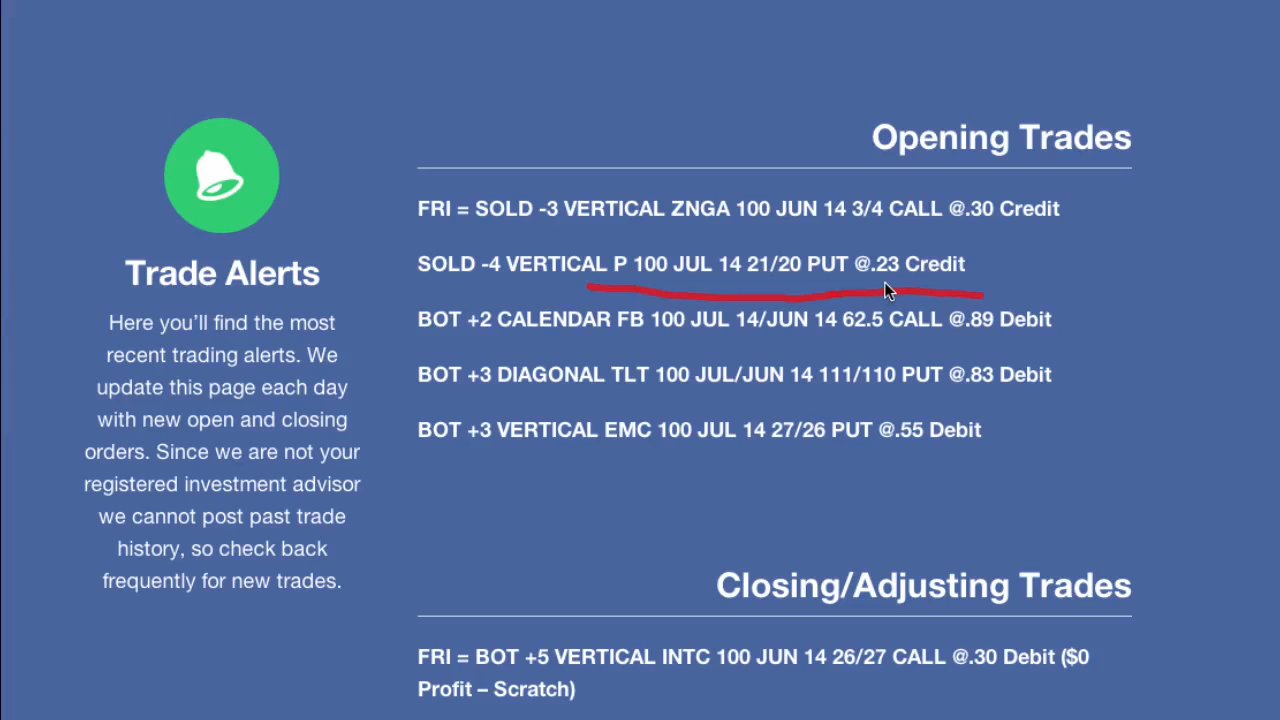 Trade Alerts
Here you’ll find the most
recent trading alerts. We
update this page each day
with new open and closing
orders. Since we are not your
registered investment advisor
we cannot post past trade
history, so check back
frequently for new trades.
Opening Trades
FRI = SOLD -3 VERTICAL ZNGA 100 JUN 14 3/4 CALL @.30 Credit
SOLD -4 VERTICAL P 100 JUL 14 21/20 PUT @.23 Credit
BOT +2 CALENDAR FB 100 JUL 14/JUN 14 62.5 CALL @.89 Debit
BOT +3 DIAGONAL TLT 100 JUL/JUN 14 111/110 PUT @.83 Debit
BOT +3 VERTICAL EMC 100 JUL 14 27/26 PUT @.55 Debit
Closing/Adjusting Trades
FRI = BOT +5 VERTICAL INTC 100 JUN 14 26/27 CALL @.30 Debit ($0
Profit – Scratch)